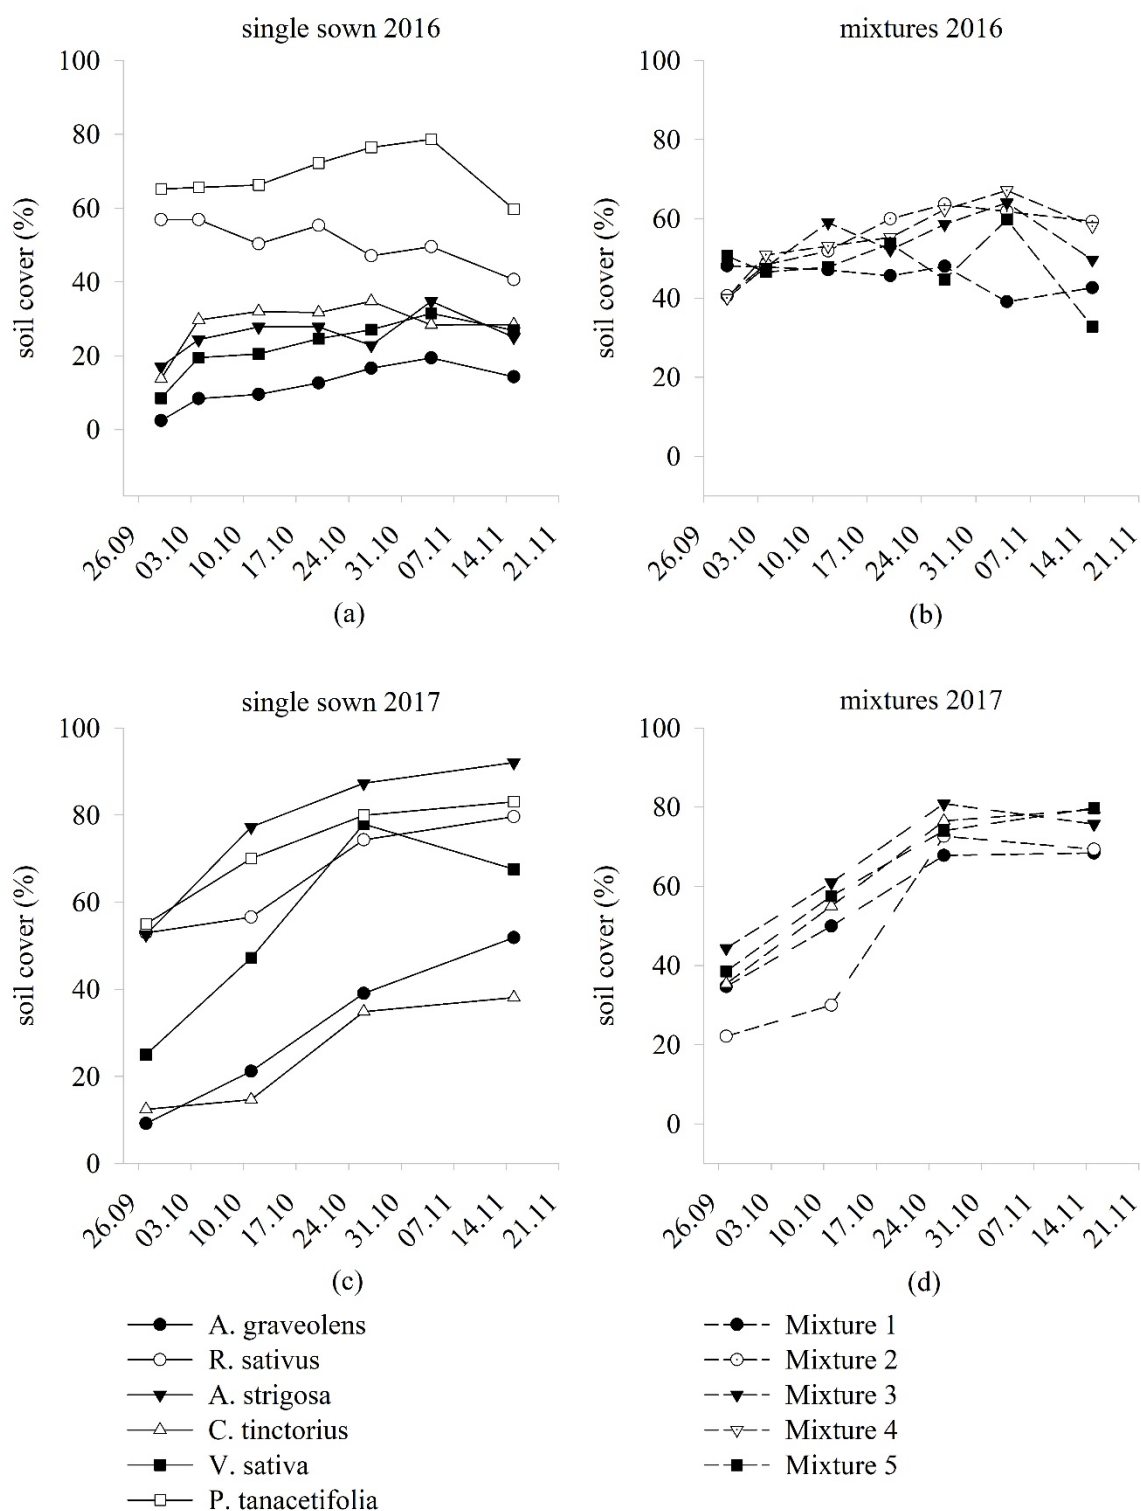 single sown 2016
100
80
60
40
20
0
soil cover (%)
26.09
03.10
10.10
17.10
24.10
31.10
07.11
14.11
21.11
(a)
mixtures 2016
100
80
60
40
20
0
soil cover (%)
26.09
03.10
10.10
17.10
24.10
31.10
07.11
14.11
21.11
(b)
single sown 2017
100
80
60
40
20
0
soil cover (%)
26.09
03.10
10.10
17.10
24.10
31.10
07.11
14.11
21.11
(c)
mixtures 2017
100
80
60
40
20
0
soil cover (%)
26.09
03.10
10.10
17.10
24.10
31.10
07.11
14.11
21.11
(d)
A. graveolens
R. sativus
A. strigosa
C. tinctorius
V. sativa
P. tanacetifolia
Mixture 1
Mixture 2
Mixture 3
Mixture 4
Mixture 5